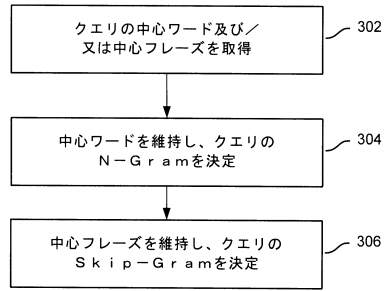 クエリの中心ワード及び／
又は中心フレーズを取得
302
中心ワードを維持し、クエリの
Ｎ－Ｇｒａｍを決定
304
中心フレーズを維持し、クエリの
Ｓｋｉｐ－Ｇｒａｍを決定
306